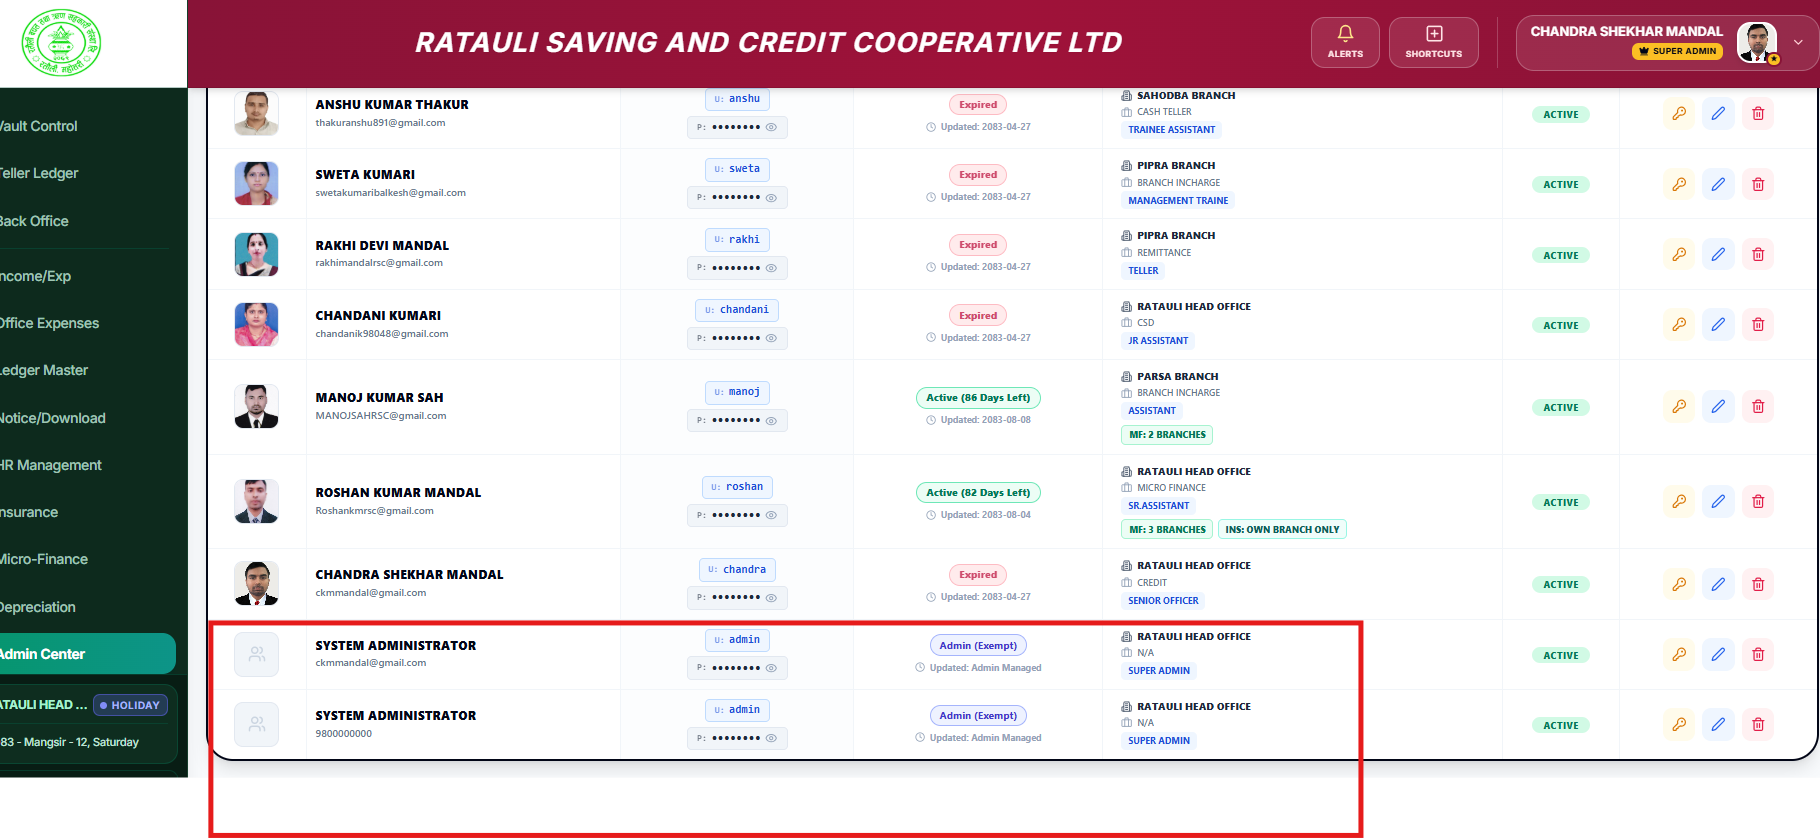 RATAULI SAVING AND CREDIT COOPERATIVE LTD
ALERTS
SHORTCUTS
CHANDRA SHEKHAR MANDAL
SUPER ADMIN
Vault Control
Teller Ledger
Back Office
Income/Exp
Office Expenses
Ledger Master
Notice/Download
HR Management
Insurance
Micro-Finance
Depreciation
Admin Center
ATAULI HEAD ...
HOLIDAY
83 - Mangsir - 12, Saturday
ANSHU KUMAR THAKUR
thakuranshu891@gmail.com
U: anshu
P: ••••••••
Expired
Updated: 2083-04-27
SAHODBA BRANCH
CASH TELLER
TRAINEE ASSISTANT
ACTIVE
SWETA KUMARI
swetakumaribalkesh@gmail.com
U: sweta
P: ••••••••
Expired
Updated: 2083-04-27
PIPRA BRANCH
BRANCH INCHARGE
MANAGEMENT TRAINE
ACTIVE
RAKHI DEVI MANDAL
rakhimandalrsc@gmail.com
U: rakhi
P: ••••••••
Expired
Updated: 2083-04-27
PIPRA BRANCH
REMITTANCE
TELLER
ACTIVE
CHANDANI KUMARI
chandanik98048@gmail.com
U: chandani
P: ••••••••
Expired
Updated: 2083-04-27
RATAULI HEAD OFFICE
CSD
JR ASSISTANT
ACTIVE
MANOJ KUMAR SAH
MANOJSAHRSC@gmail.com
U: manoj
P: ••••••••
Active (86 Days Left)
Updated: 2083-08-08
PARSA BRANCH
BRANCH INCHARGE
ASSISTANT
MF: 2 BRANCHES
ACTIVE
ROSHAN KUMAR MANDAL
Roshankmrsc@gmail.com
U: roshan
P: ••••••••
Active (82 Days Left)
Updated: 2083-08-04
RATAULI HEAD OFFICE
MICRO FINANCE
SR.ASSISTANT
MF: 3 BRANCHES INS: OWN BRANCH ONLY
ACTIVE
CHANDRA SHEKHAR MANDAL
ckmmandal@gmail.com
U: chandra
P: ••••••••
Expired
Updated: 2083-04-27
RATAULI HEAD OFFICE
CREDIT
SENIOR OFFICER
ACTIVE
SYSTEM ADMINISTRATOR
ckmmandal@gmail.com
U: admin
P: ••••••••
Admin (Exempt)
Updated: Admin Managed
RATAULI HEAD OFFICE
N/A
SUPER ADMIN
ACTIVE
SYSTEM ADMINISTRATOR
9800000000
U: admin
P: ••••••••
Admin (Exempt)
Updated: Admin Managed
RATAULI HEAD OFFICE
N/A
SUPER ADMIN
ACTIVE